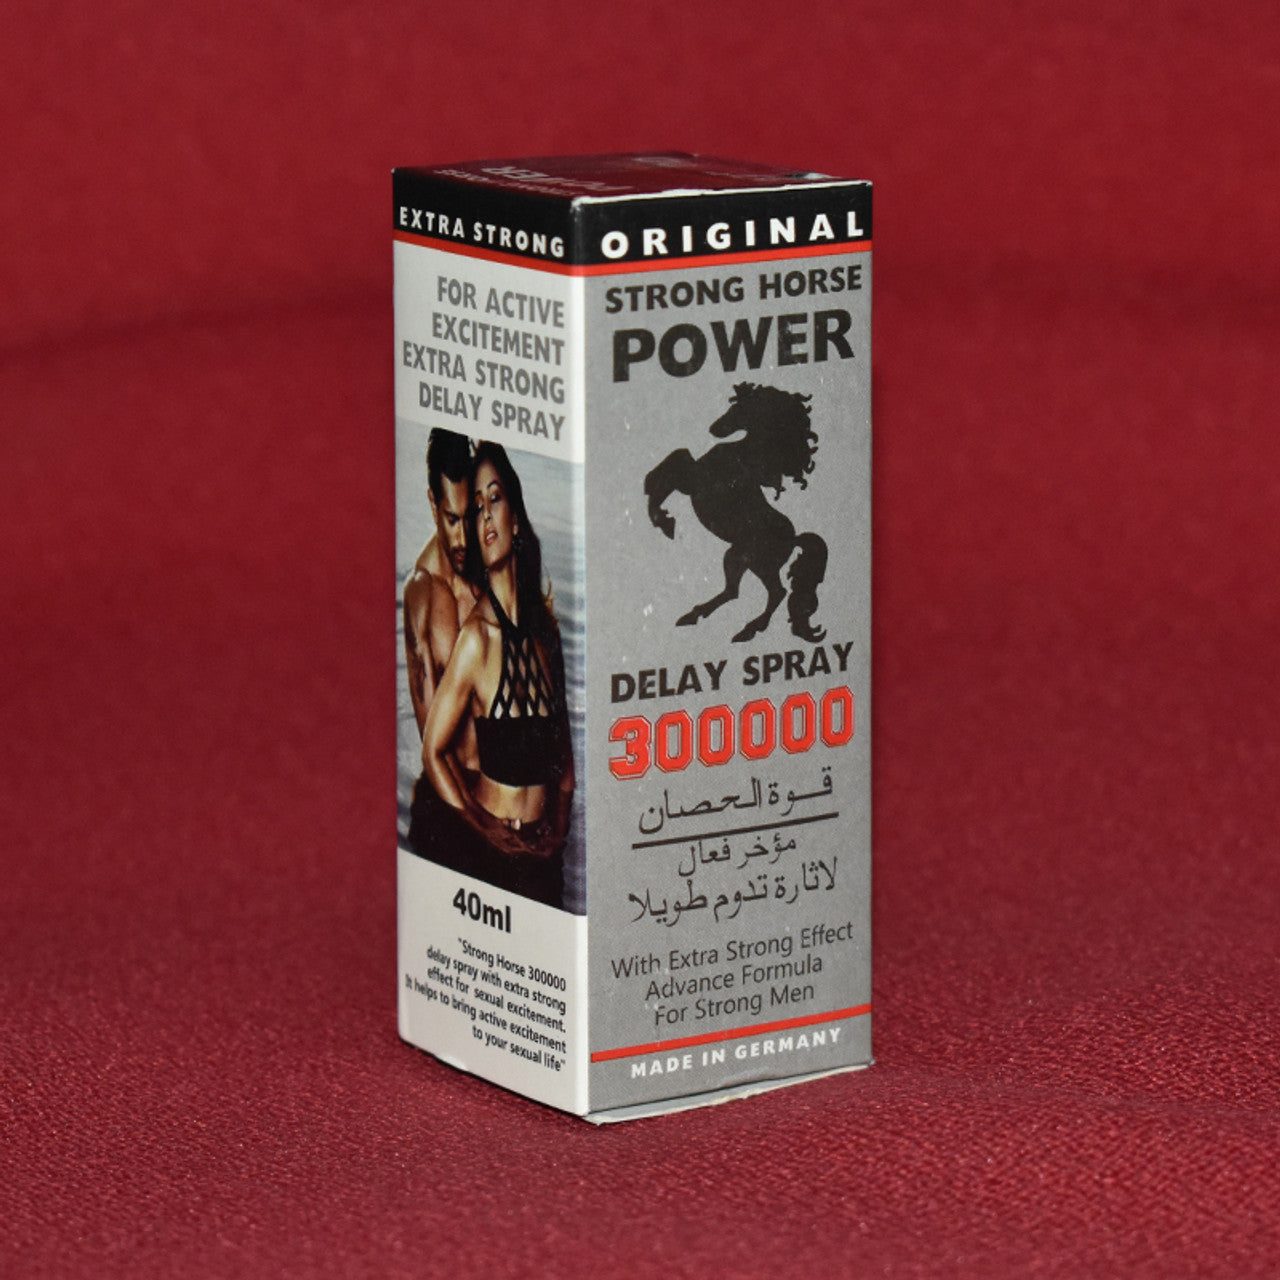 EXTRA STRONG
FOR ACTIVE
EXCITEMENT
EXTRA STRONG
DELAY SPRAY
40ml
"Strong Horse 300000
delay spray with extra strong
effect for sexual excitement.
It helps to bring active excitement
to your sexual life"
ORIGINAL
STRONG HORSE
POWER
DELAY SPRAY
300000
قوة الحصان
مؤخر فعال
لاثارة تدوم طويلا
With Extra Strong Effect
Advance Formula
For Strong Men
MADE IN GERMANY